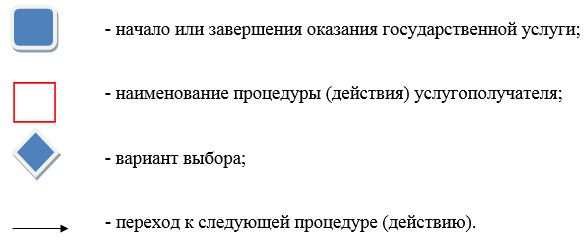 - начало или завершения оказания государственной услуги;
- наименование процедуры (действия) услугополучателя;
- вариант выбора;
- переход к следующей процедуре (действию).